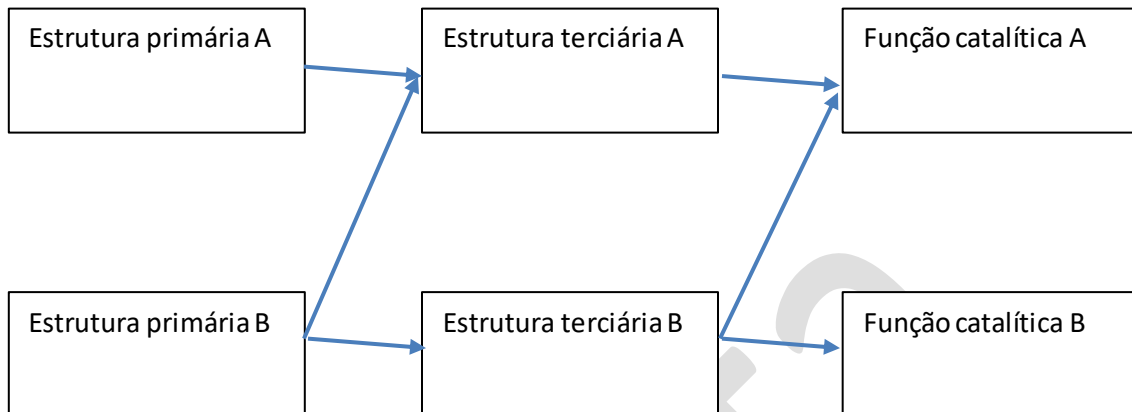 Estrutura primária A
Estrutura terciária A
Função catalítica A
Estrutura primária B
Estrutura terciária B
Função catalítica B